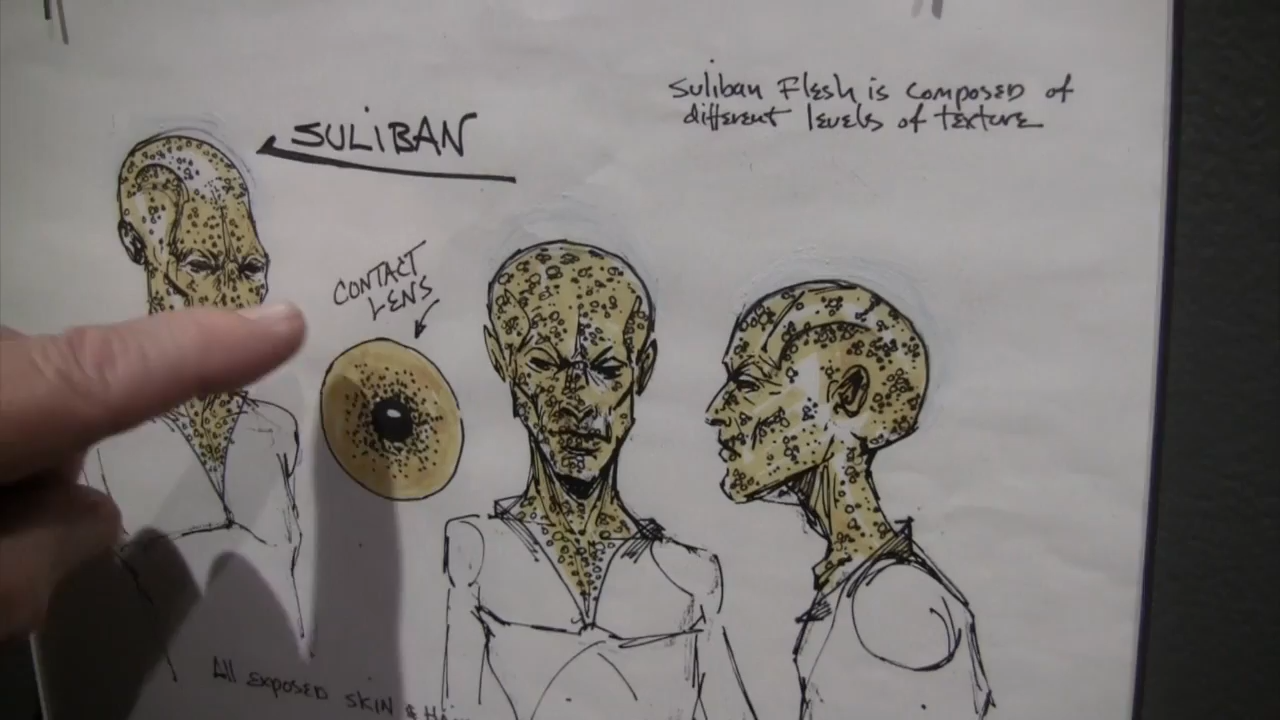 Suliban Flesh is composed of
different levels of texture
SULIBAN
CONTACT
LENS
All exposed skin &